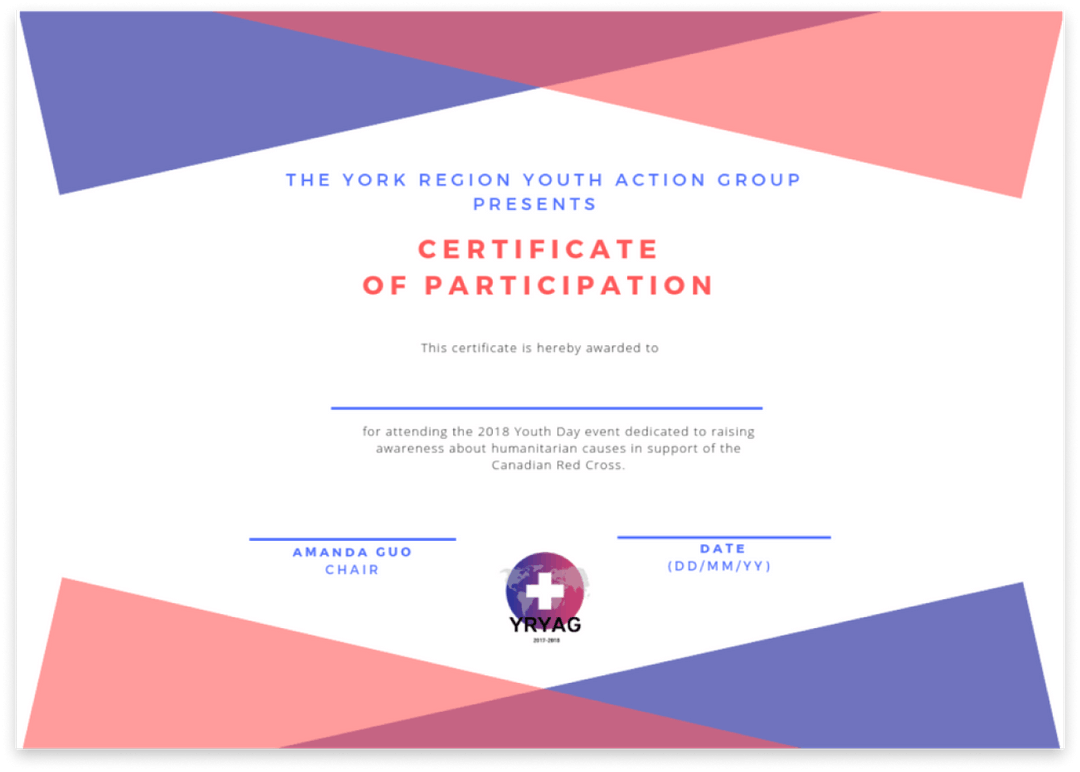 THE YORK REGION YOUTH ACTION GROUP
PRESENTS
CERTIFICATE
OF PARTICIPATION
This certificate is hereby awarded to
for attending the 2018 Youth Day event dedicated to raising
awareness about humanitarian causes in support of the
Canadian Red Cross.
AMANDA GUO
CHAIR
DATE
(DD/MM/YY)
YRYAG
2017-2018